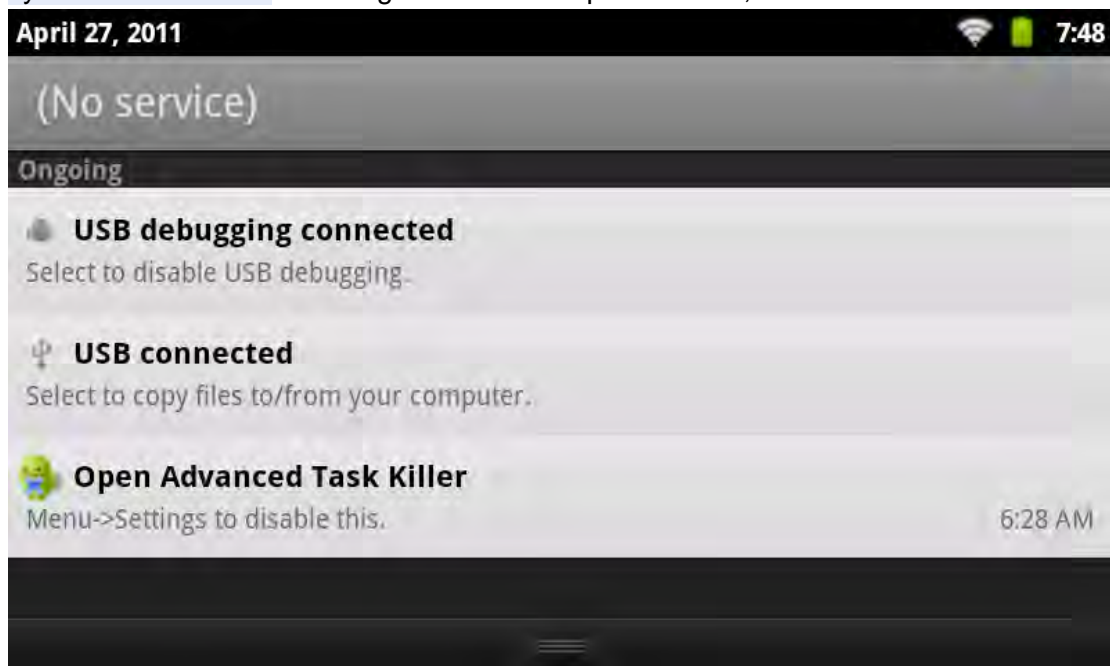 April 27, 2011 7:48
(No service)
Ongoing
USB debugging connected
Select to disable USB debugging.
USB connected
Select to copy files to/from your computer.
Open Advanced Task Killer
Menu->Settings to disable this. 6:28 AM